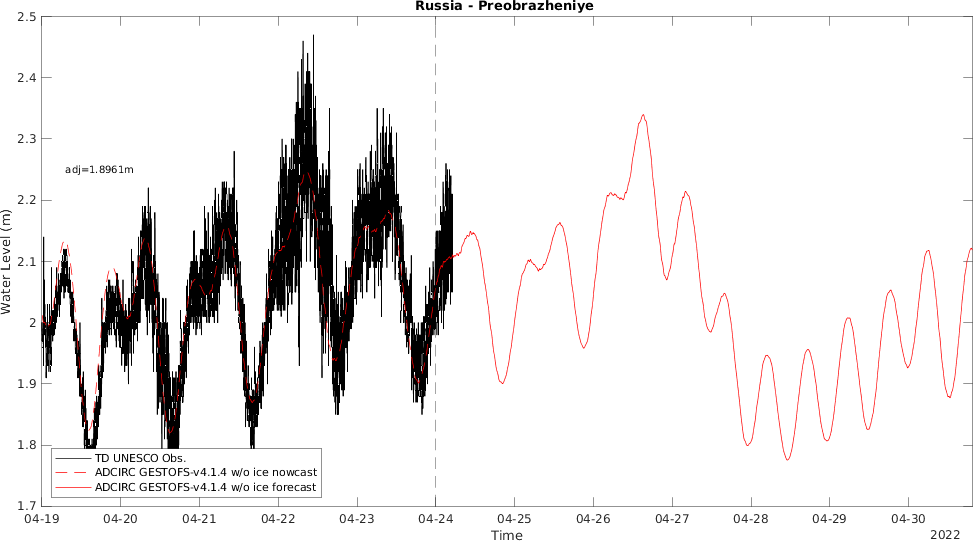 Russia - Preobrazheniye
2.5
2.4
2.3
2.2
2.1
2
1.9
1.8
1.7
Water Level (m)
adj=1.8961m
TD UNESCO Obs.
ADCIRC GESTOFS-v4.1.4 w/o ice nowcast
ADCIRC GESTOFS-v4.1.4 w/o ice forecast
04-19 04-20 04-21 04-22 04-23 04-24 04-25 04-26 04-27 04-28 04-29 04-30
Time
2022